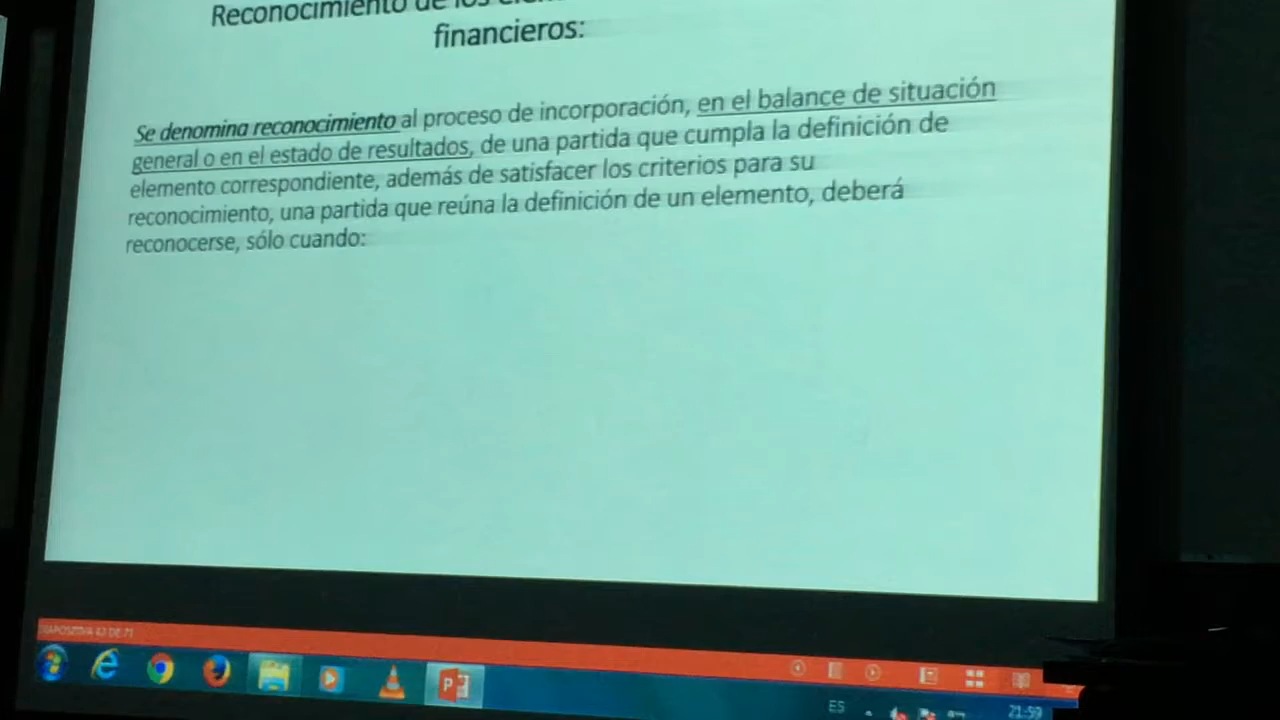 Reconocimiento de los
financieros:
Se denomina reconocimiento al proceso de incorporación, en el balance de situación
general o en el estado de resultados, de una partida que cumpla la definición de
elemento correspondiente, además de satisfacer los criterios para su
reconocimiento, una partida que reúna la definición de un elemento, deberá
reconocerse, sólo cuando:
ES
21:59